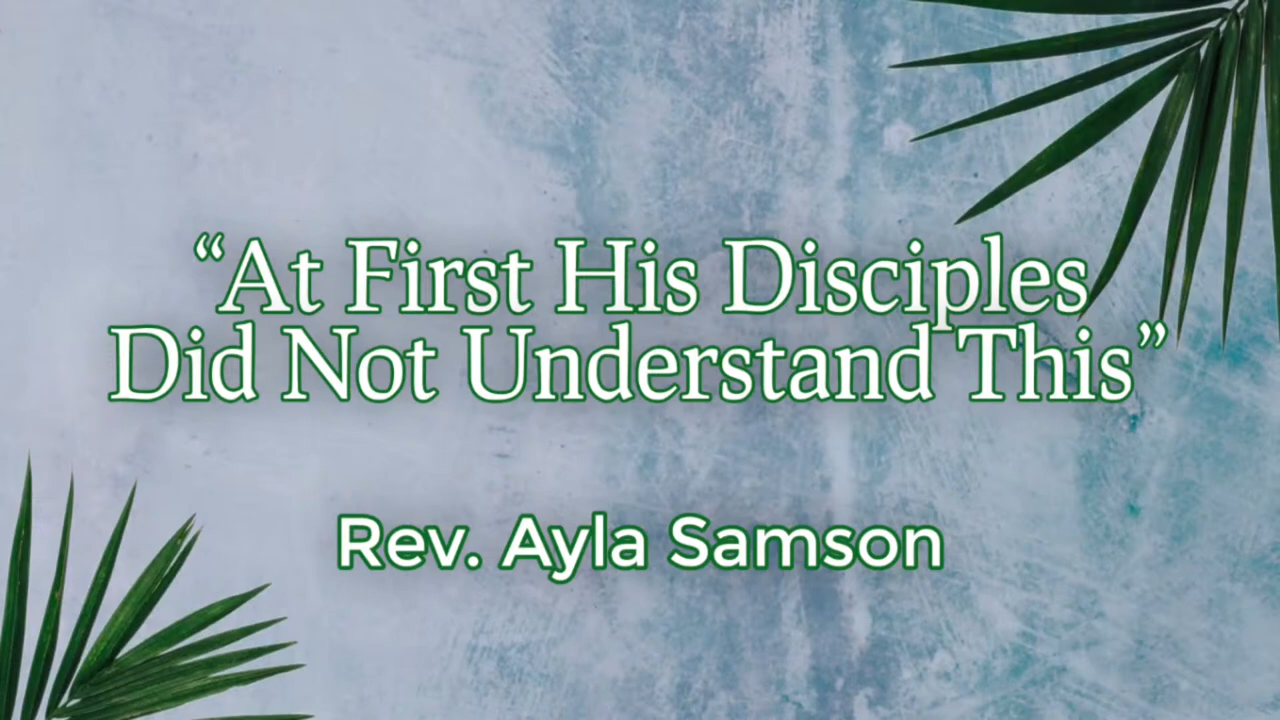 “At First His Disciples
Did Not Understand This”
Rev. Ayla Samson